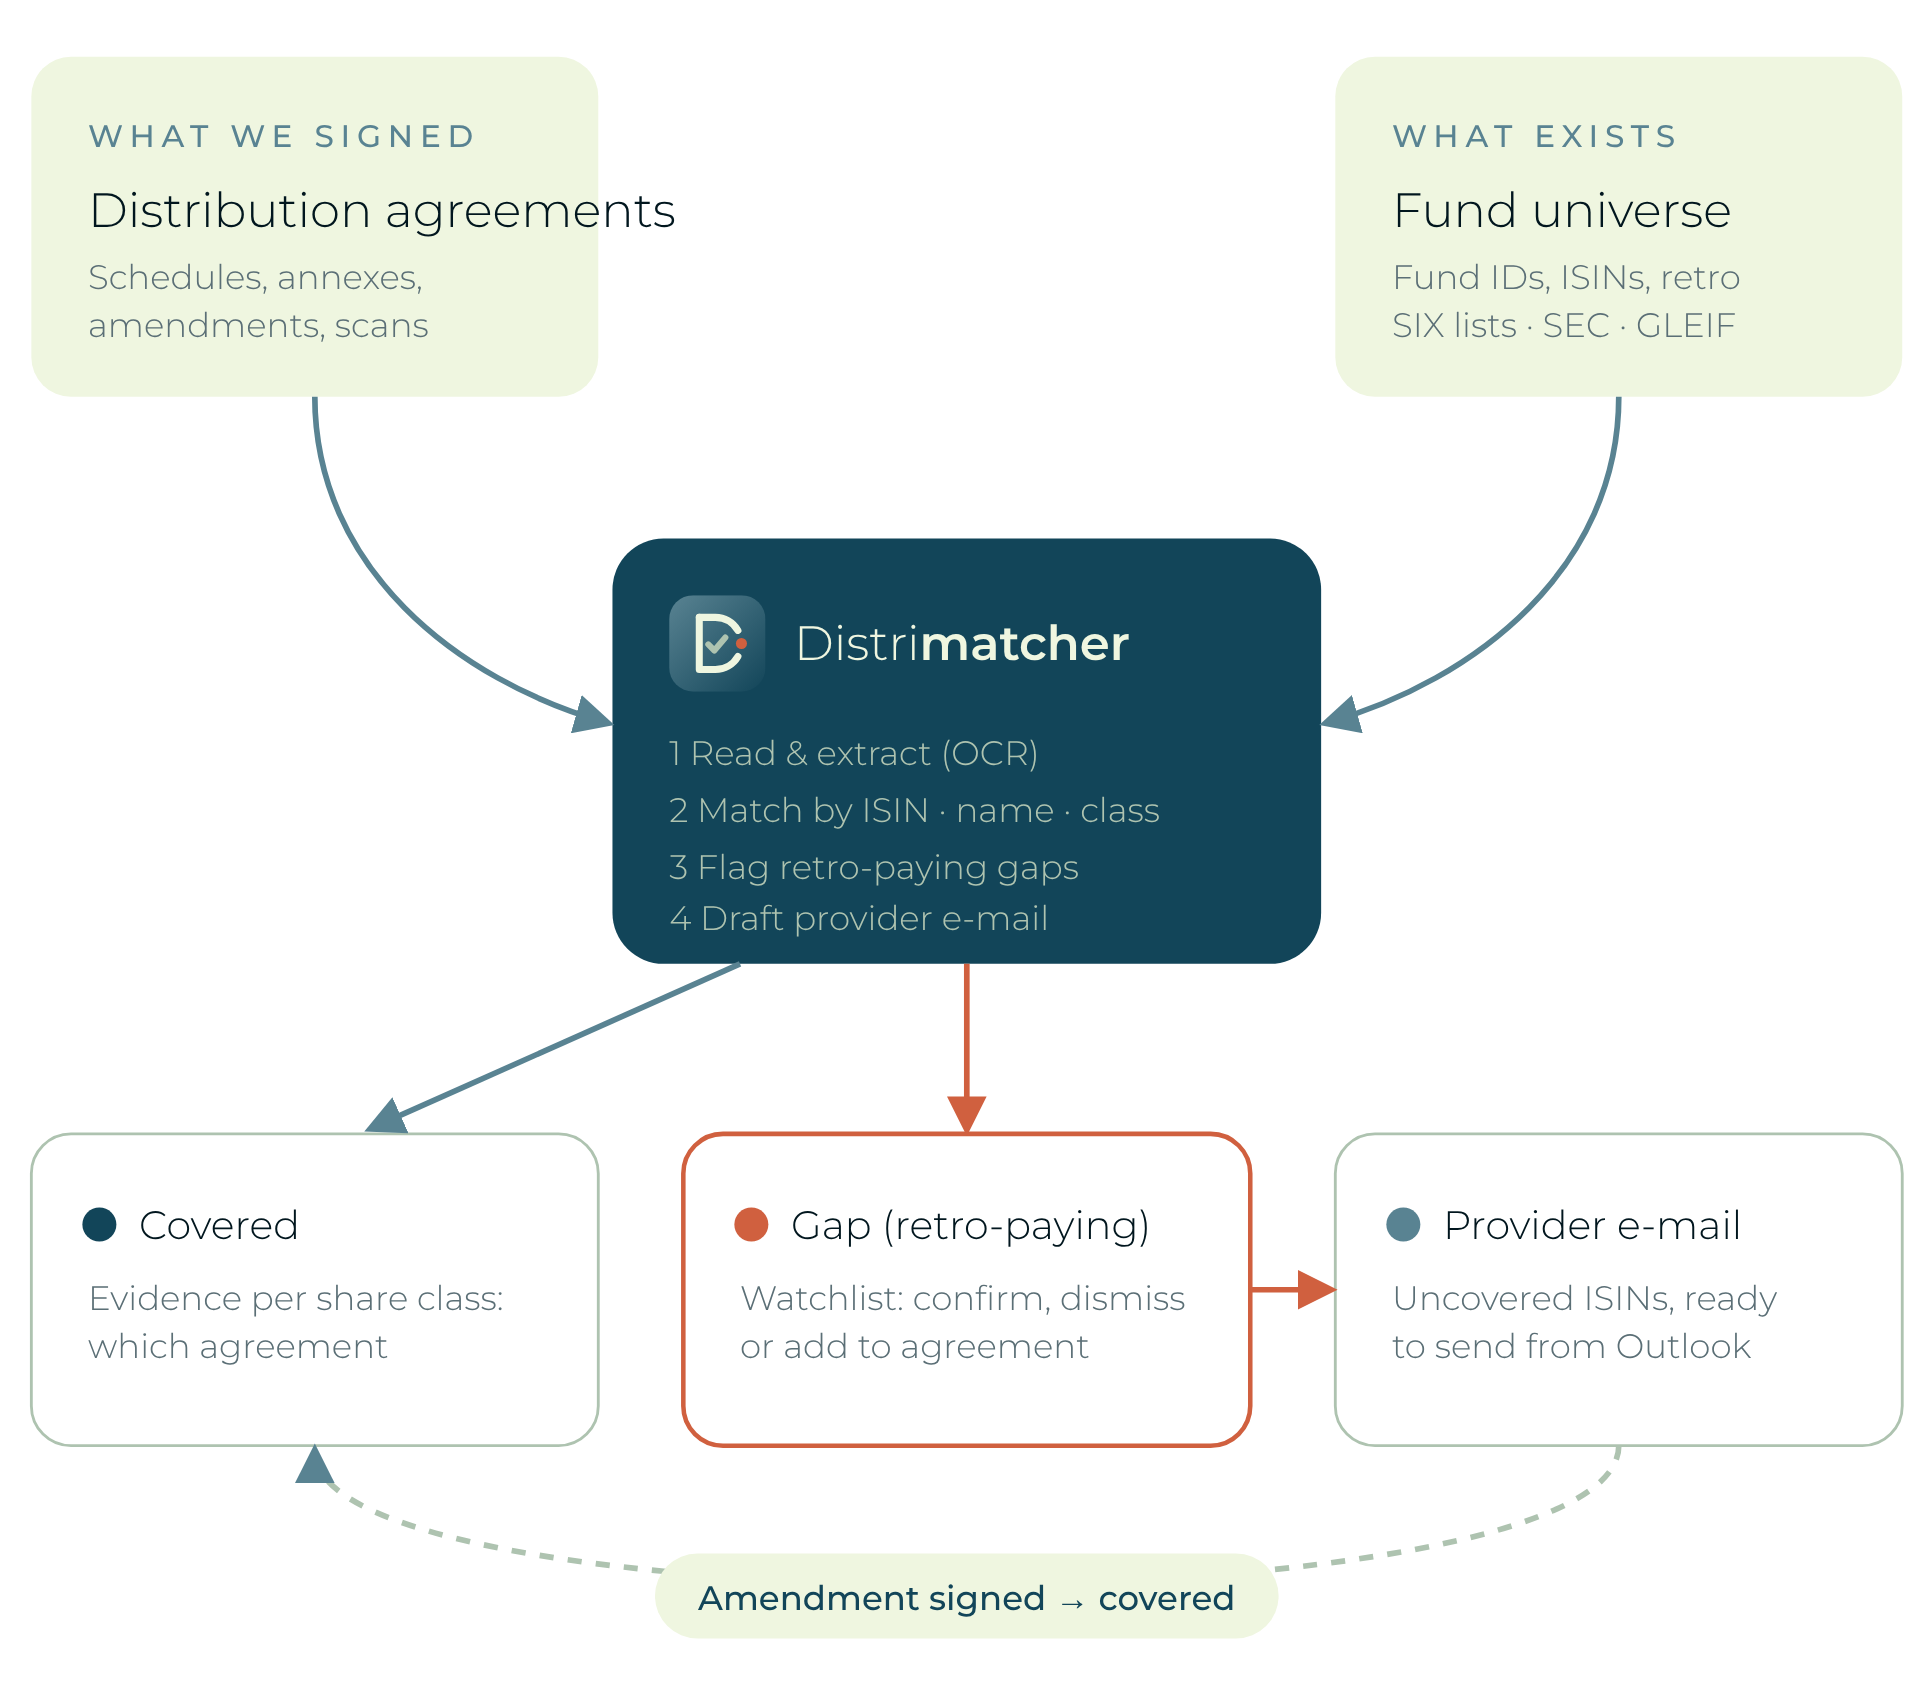 WHAT WE SIGNED
Distribution agreements
Schedules, annexes,
amendments, scans
WHAT EXISTS
Fund universe
Fund IDs, ISINs, retro
SIX lists · SEC · GLEIF
Distrimatcher
1 Read & extract (OCR)
2 Match by ISIN · name · class
3 Flag retro-paying gaps
4 Draft provider e-mail
Covered
Evidence per share class:
which agreement
Gap (retro-paying)
Watchlist: confirm, dismiss
or add to agreement
Provider e-mail
Uncovered ISINs, ready
to send from Outlook
Amendment signed → covered